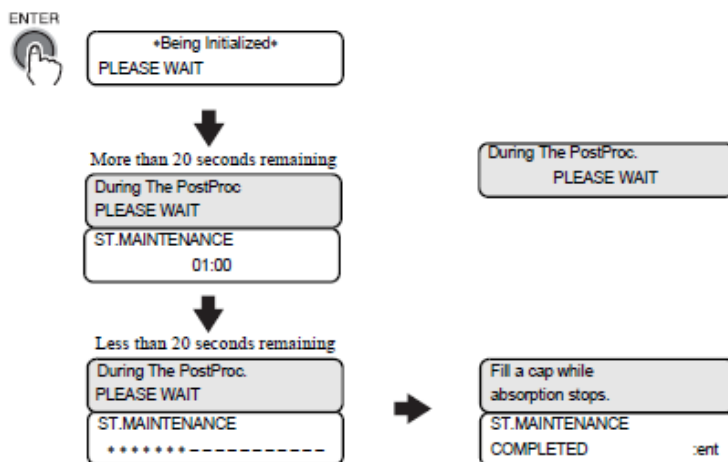 ENTER
*Being Initialized*
PLEASE WAIT
More than 20 seconds remaining
During The PostProc
PLEASE WAIT
ST.MAINTENANCE
01:00
During The PostProc.
PLEASE WAIT
Less than 20 seconds remaining
During The PostProc.
PLEASE WAIT
ST.MAINTENANCE
*******-----------
Fill a cap while
absorption stops.
ST.MAINTENANCE
COMPLETED :ent